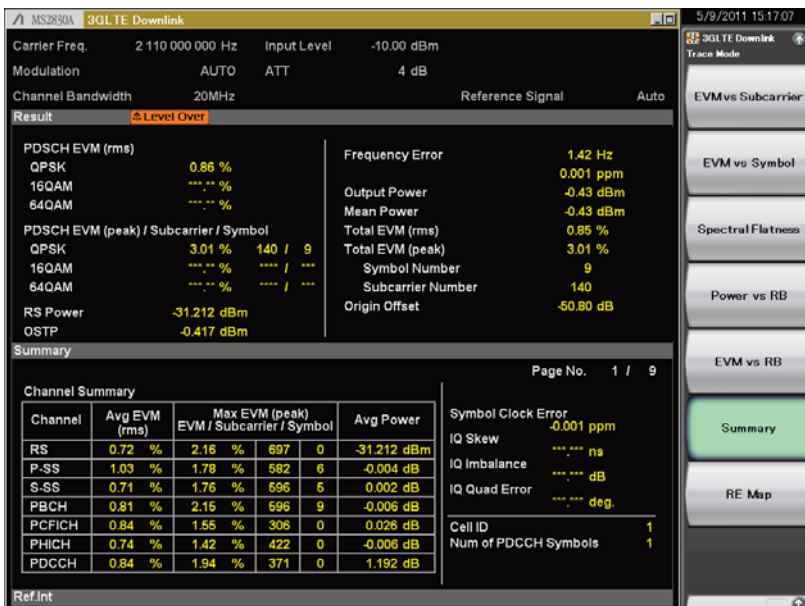 MS2830A 3GLTE Downlink
5/9/2011 15:17:07
Carrier Freq. 2 110 000 000 Hz Input Level -10.00 dBm
Modulation AUTO ATT 4 dB
Channel Bandwidth 20MHz Reference Signal Auto
Result Level Over
PDSCH EVM (rms)
QPSK 0.86 %
16QAM ***.** %
64QAM ***.** %
PDSCH EVM (peak) / Subcarrier / Symbol
QPSK 3.01 % 140 / 9
16QAM ***.** % **** / ***
64QAM ***.** % **** / ***
RS Power -31.212 dBm
OSTP -0.417 dBm
Frequency Error 1.42 Hz
0.001 ppm
Output Power -0.43 dBm
Mean Power -0.43 dBm
Total EVM (rms) 0.85 %
Total EVM (peak) 3.01 %
Symbol Number 9
Subcarrier Number 140
Origin Offset -50.80 dB
Summary
Page No. 1 / 9
Channel Summary
Channel Avg EVM (rms) Max EVM (peak) EVM / Subcarrier / Symbol Avg Power
RS 0.72 % 2.16 % 697 0 -31.212 dBm
P-SS 1.03 % 1.78 % 582 6 -0.004 dB
S-SS 0.71 % 1.76 % 596 5 0.002 dB
PBCH 0.81 % 2.15 % 596 9 -0.006 dB
PCFICH 0.84 % 1.55 % 306 0 0.026 dB
PHICH 0.74 % 1.42 % 422 0 -0.006 dB
PDCCH 0.84 % 1.94 % 371 0 1.192 dB
Symbol Clock Error
-0.001 ppm
IQ Skew
***.*** ns
IQ Imbalance
***.*** dB
IQ Quad Error
***.*** deg.
Cell ID 1
Num of PDCCH Symbols 1
Ref.Int
3GLTE Downlink
Trace Mode
EVM vs Subcarrier
EVM vs Symbol
Spectral Flatness
Power vs RB
EVM vs RB
Summary
RE Map